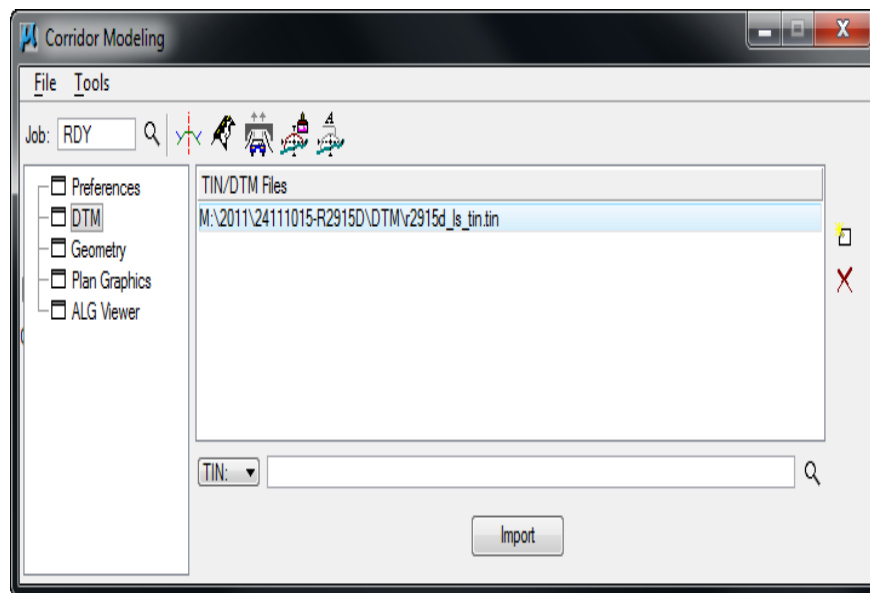 Corridor Modeling
File Tools
Job: RDY
Preferences
DTM
Geometry
Plan Graphics
ALG Viewer
TIN/DTM Files
M:\2011\24111015-R2915D\DTM\r2915d_ls_tin.tin
TIN:
Import